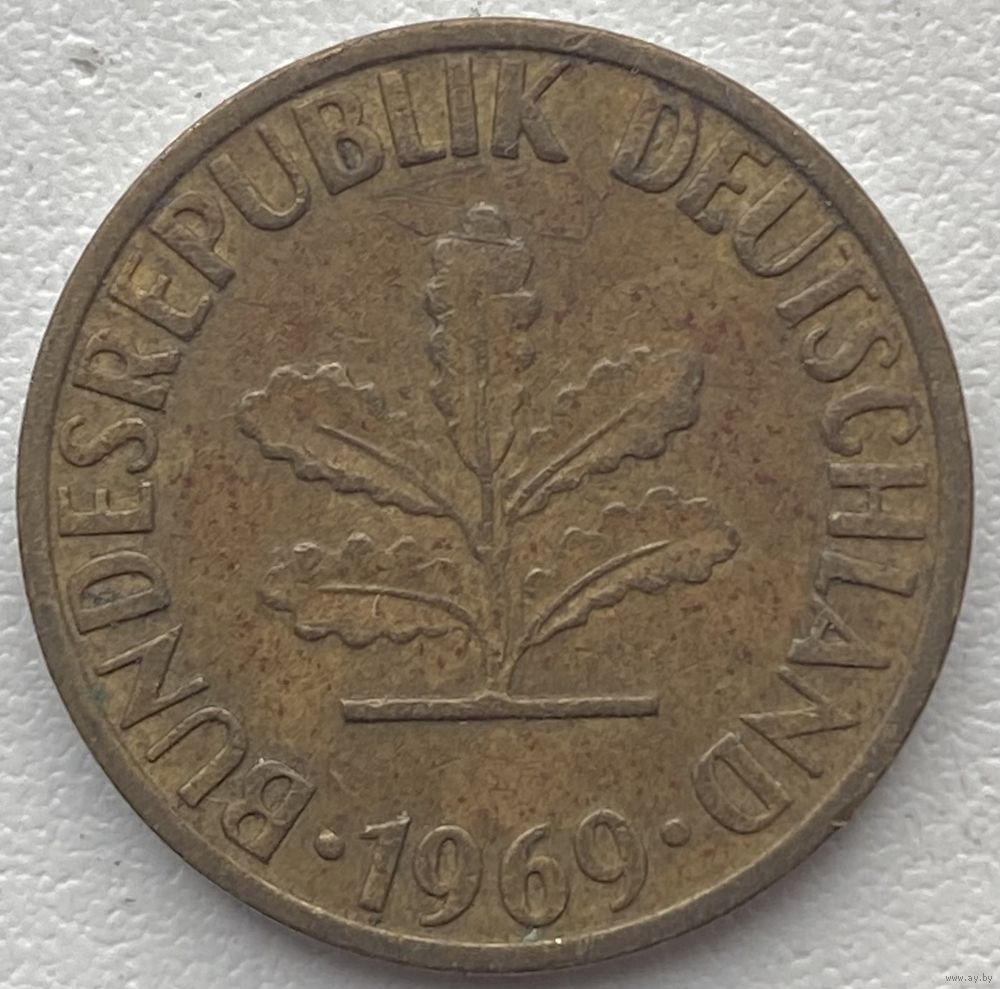 BUNDESREPUBLIK DEUTSCHLAND
· 1969 ·
www.ay.by